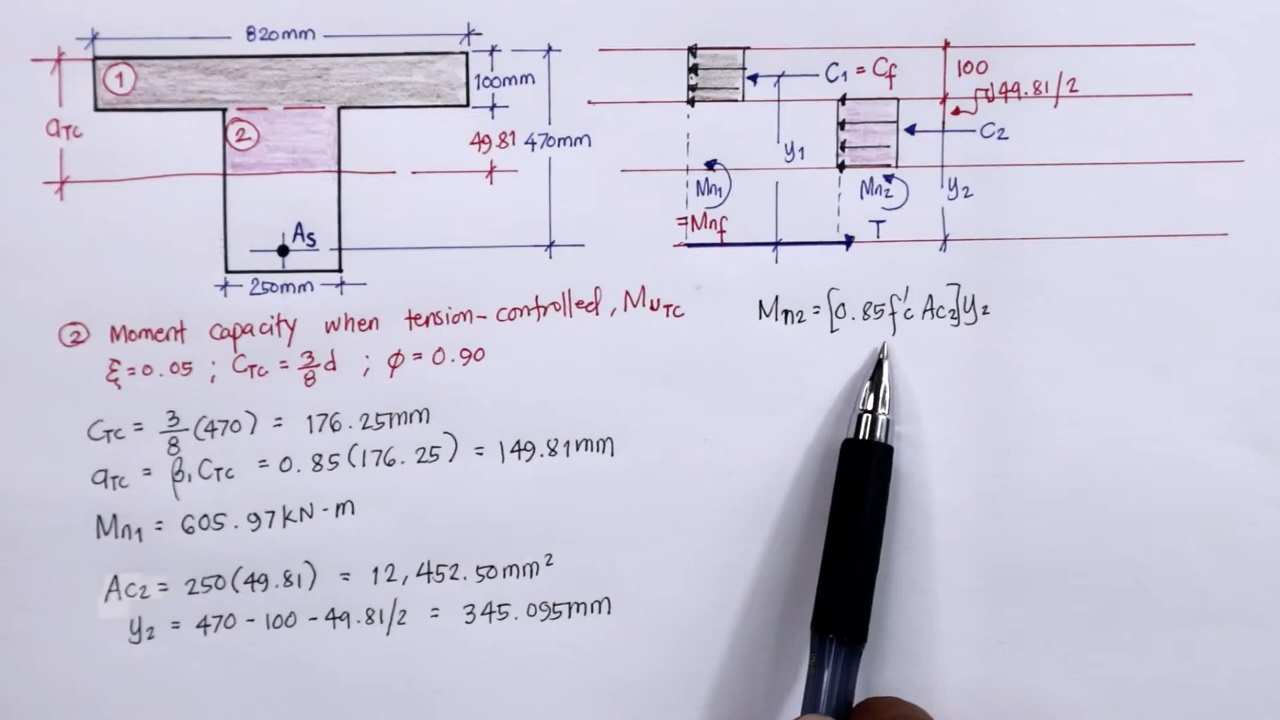 820mm
1
100mm
aTC
2
49.81
470mm
As
250mm
C1 = Cf
100
49.81/2
C2
y1
Mn1
=Mnf
Mn2
y2
T
② Moment capacity when tension-controlled, MuTC
ξ=0.05 ; CTC = 3/8 d ; φ = 0.90
CTC = 3/8 (470) = 176.25mm
aTC = β1CTC = 0.85(176.25) = 149.81mm
Mn1 = 605.97kN-m
Ac2 = 250(49.81) = 12,452.50mm²
y2 = 470 - 100 - 49.81/2 = 345.095mm
Mn2 = [0.85f'c Ac2]y2